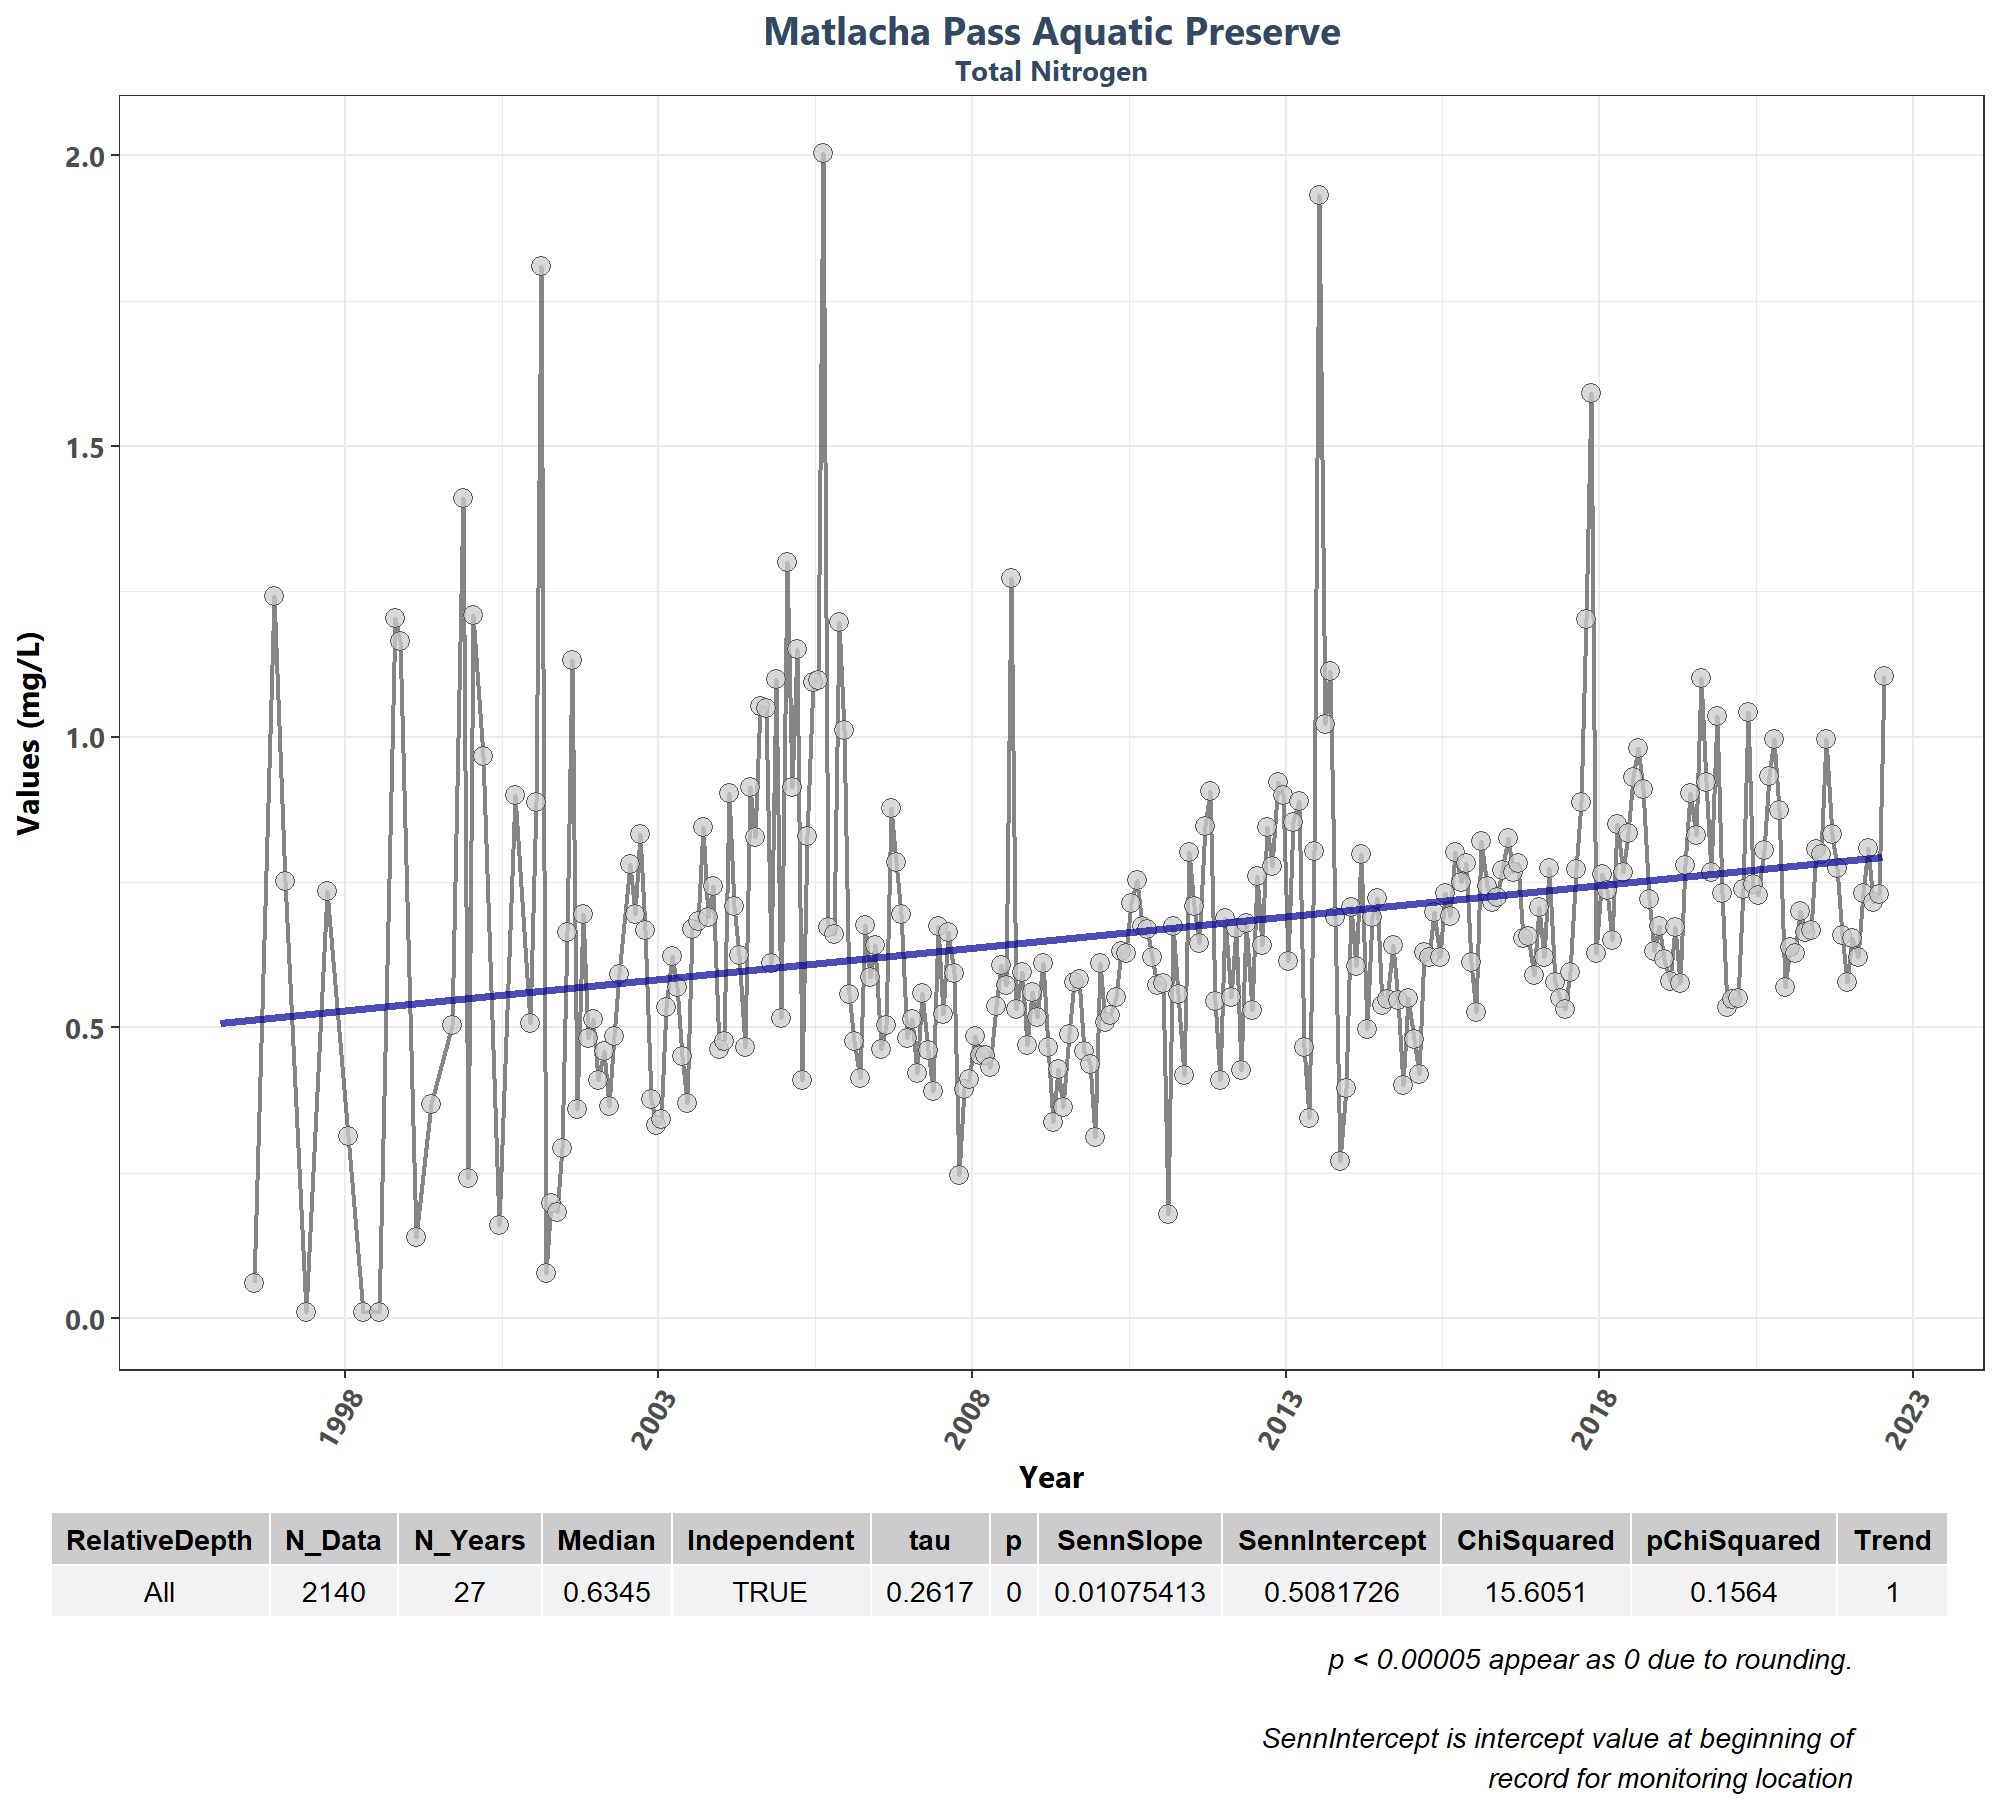 Matlacha Pass Aquatic Preserve
Total Nitrogen
Values (mg/L)
2.0
1.5
1.0
0.5
0.0
1998 2003 2008 2013 2018 2023
Year
RelativeDepth N_Data N_Years Median Independent tau p SennSlope SennIntercept ChiSquared pChiSquared Trend
All 2140 27 0.6345 TRUE 0.2617 0 0.01075413 0.5081726 15.6051 0.1564 1
p < 0.00005 appear as 0 due to rounding.
SennIntercept is intercept value at beginning of
record for monitoring location